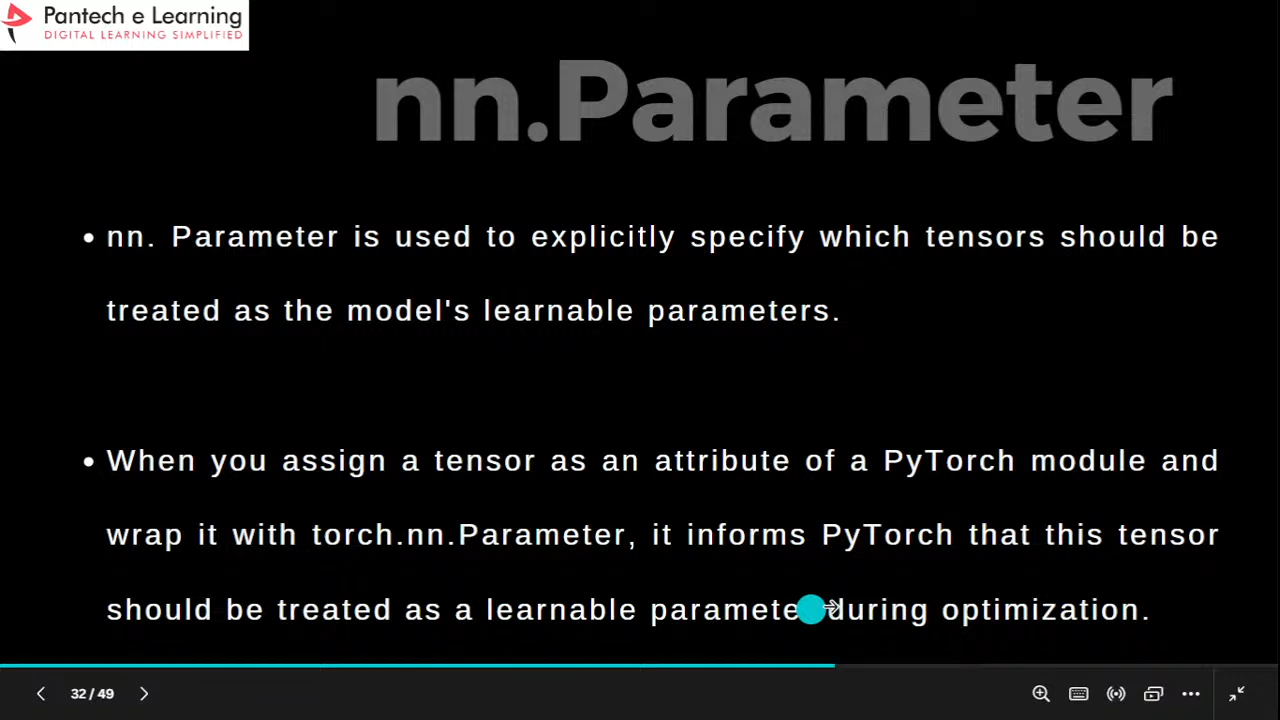 Pantech e Learning
DIGITAL LEARNING SIMPLIFIED
nn.Parameter
• nn. Parameter is used to explicitly specify which tensors should be
treated as the model's learnable parameters.
• When you assign a tensor as an attribute of a PyTorch module and
wrap it with torch.nn.Parameter, it informs PyTorch that this tensor
should be treated as a learnable paramete during optimization.
32 / 49